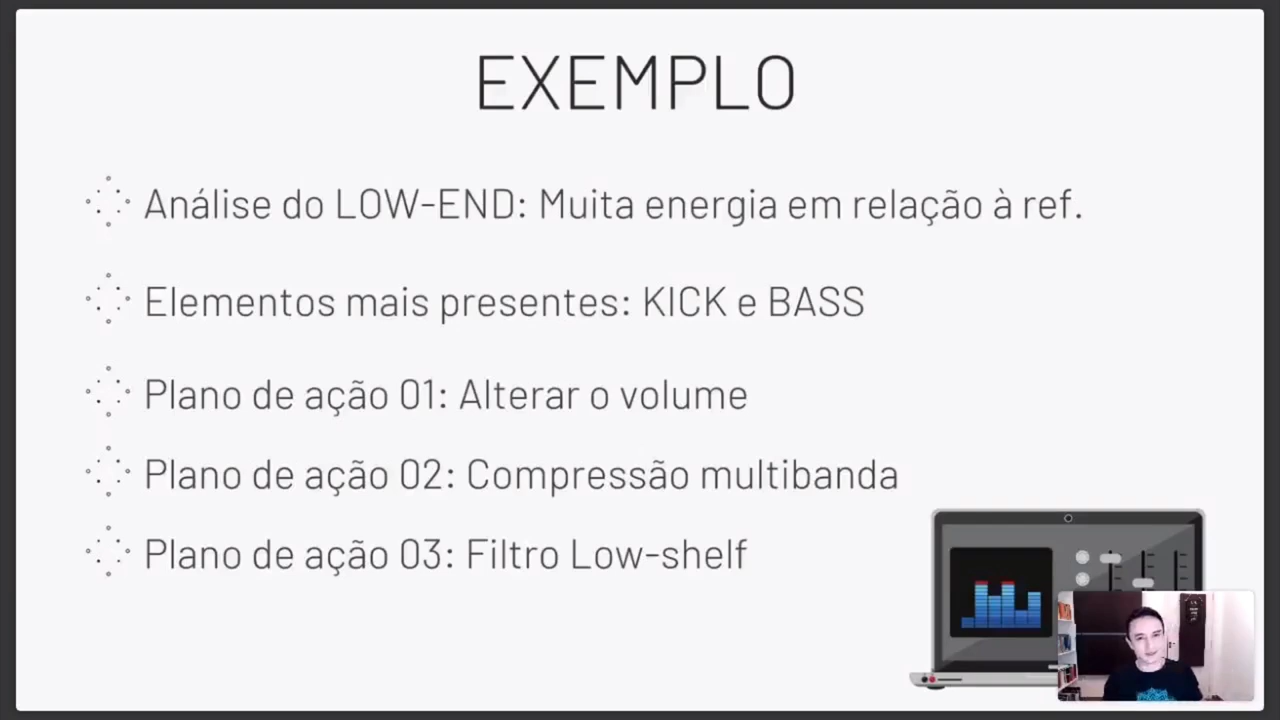 EXEMPLO
Análise do LOW-END: Muita energia em relação à ref.
Elementos mais presentes: KICK e BASS
Plano de ação 01: Alterar o volume
Plano de ação 02: Compressão multibanda
Plano de ação 03: Filtro Low-shelf